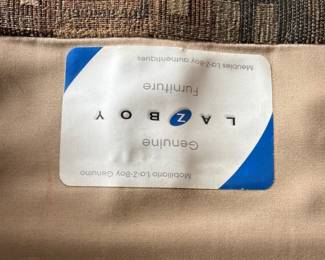 Mobiliario La-Z-Boy Genuino
Genuine
LAZBOY
Furniture
Meubles La-Z-Boy authentiques